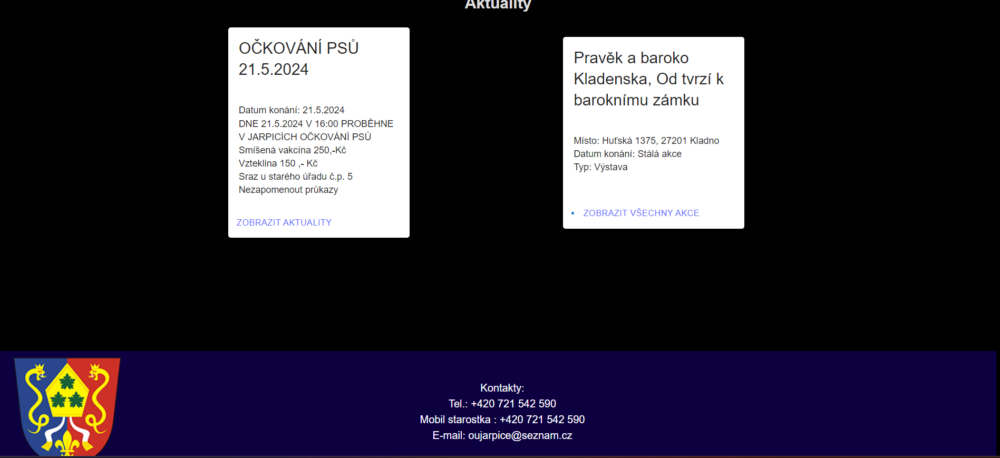 Aktuality
OČKOVÁNÍ PSŮ
21.5.2024
Datum konání: 21.5.2024
DNE 21.5.2024 V 16:00 PROBĚHNE
V JARPICÍCH OČKOVÁNÍ PSŮ
Smíšená vakcína 250,-Kč
Vzteklina 150 ,- Kč
Sraz u starého úřadu č.p. 5
Nezapomenout průkazy
ZOBRAZIT AKTUALITY
Pravěk a baroko
Kladenska, Od tvrzí k
baroknímu zámku
Místo: Huťská 1375, 27201 Kladno
Datum konání: Stálá akce
Typ: Výstava
• ZOBRAZIT VŠECHNY AKCE
Kontakty:
Tel.: +420 721 542 590
Mobil starostka : +420 721 542 590
E-mail: oujarpice@seznam.cz